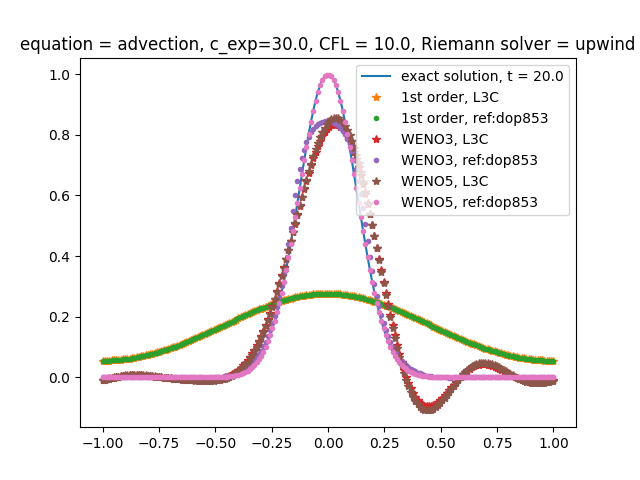 equation = advection, c_exp=30.0, CFL = 10.0, Riemann solver = upwind
1.0
0.8
0.6
0.4
0.2
0.0
exact solution, t = 20.0
1st order, L3C
1st order, ref:dop853
WENO3, L3C
WENO3, ref:dop853
WENO5, L3C
WENO5, ref:dop853
−1.00 −0.75 −0.50 −0.25 0.00 0.25 0.50 0.75 1.00